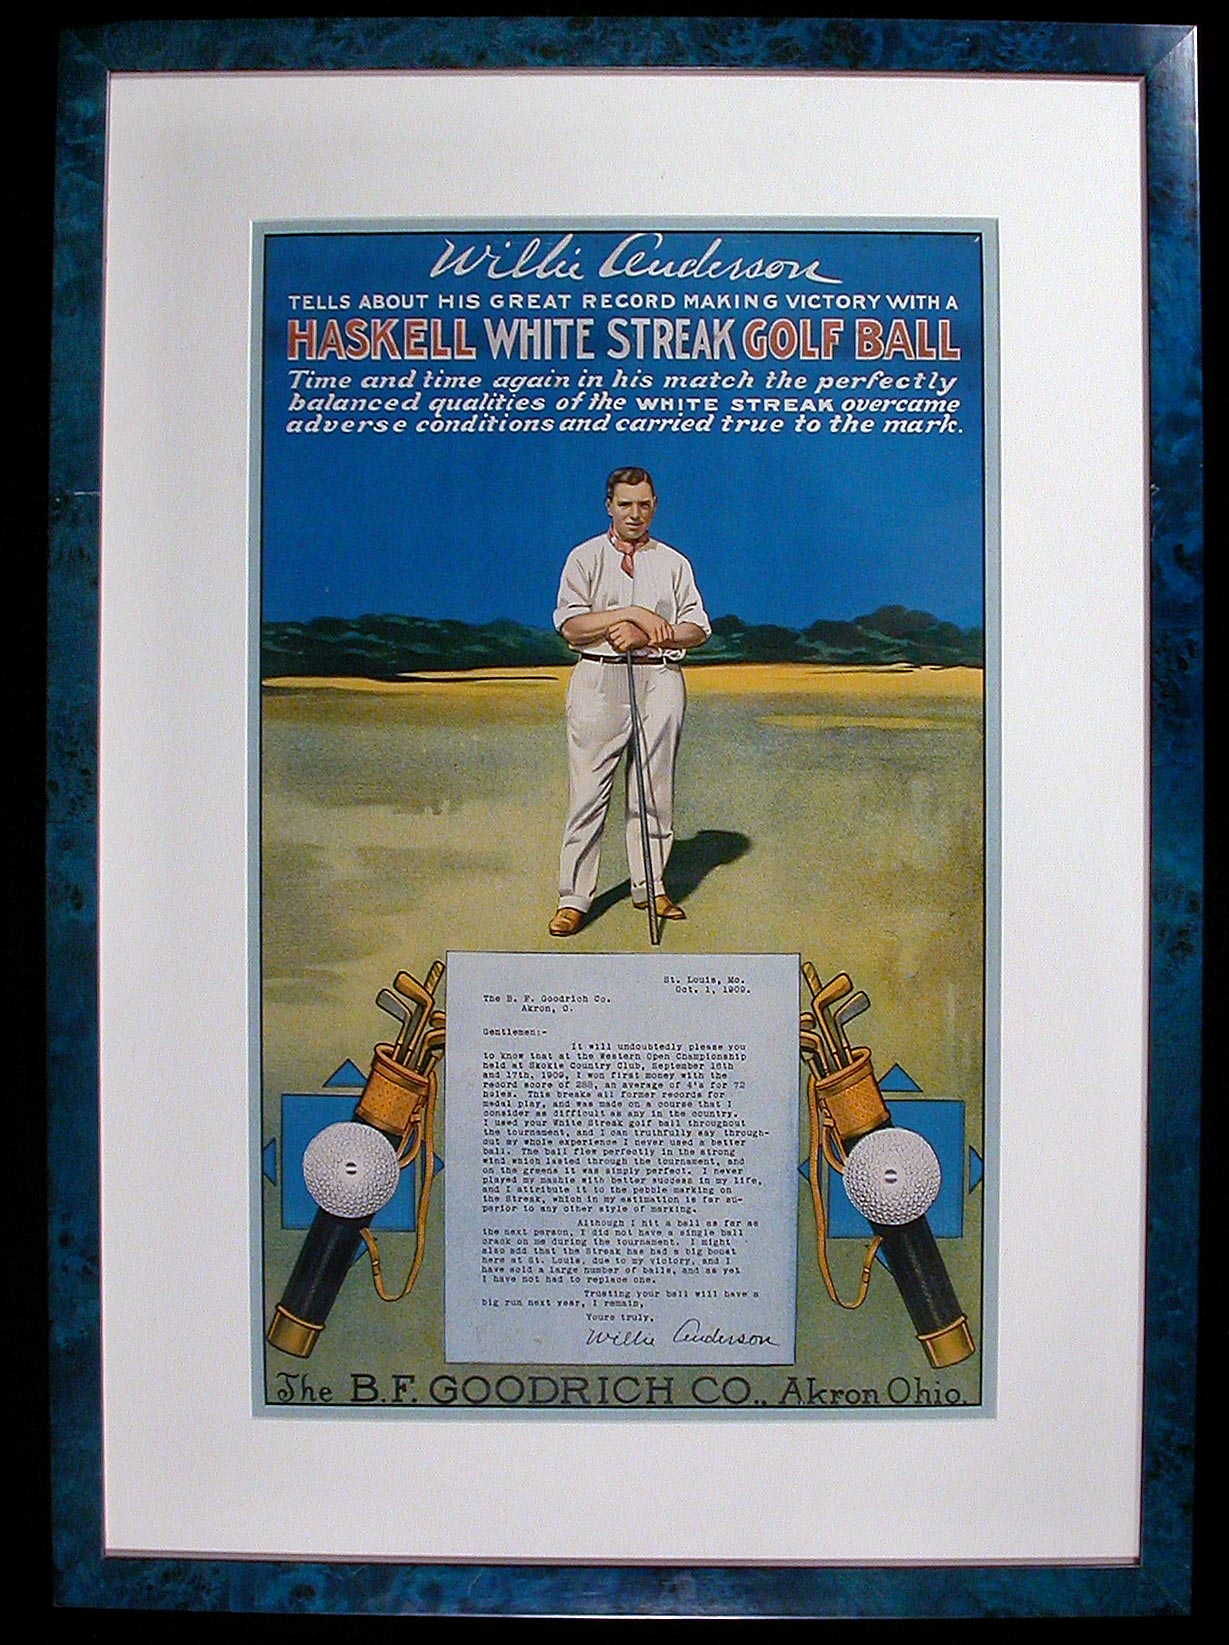 Willie Anderson
TELLS ABOUT HIS GREAT RECORD MAKING VICTORY WITH A
HASKELL WHITE STREAK GOLF BALL
Time and time again in his match the perfectly
balanced qualities of the WHITE STREAK overcame
adverse conditions and carried true to the mark.
St. Louis, Mo.
Oct. 1, 1909.
The B. F. Goodrich Co.
Akron, O.
Gentlemen:-
It will undoubtedly please you
to know that at the Western Open Championship
held at Skokie Country Club, September 16th
and 17th, 1909, I won first money with the
record score of 288, an average of 4's for 72
holes. This breaks all former records for
medal play, and was made on a course that I
consider as difficult as any in the country.
I used your White Streak golf ball throughout
the tournament, and I can truthfully say through-
out my whole experience I never used a better
ball. The ball flew perfectly in the strong
wind which lasted through the tournament, and
on the greens it was simply perfect. I never
played my mashie with better success in my life,
and I attribute it to the pebble marking on
the Streak, which in my estimation is far su-
perior to any other style of marking.
Although I hit a ball as far as
the next person, I did not have a single ball
crack on me during the tournament. I might
also add that the Streak has had a big boost
here at St. Louis, due to my victory, and I
have sold a large number of balls, and as yet
I have not had to replace one.
Trusting your ball will have a
big run next year, I remain,
Yours truly,
Willie Anderson
The B.F. GOODRICH CO., Akron Ohio.